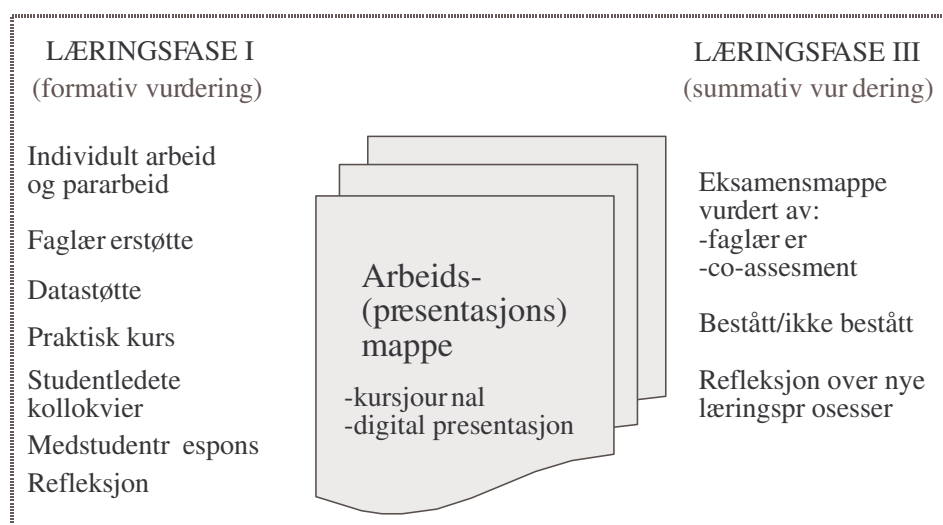 LÆRINGSFASE I
(formativ vurdering)
Individult arbeid
og pararbeid
Faglær erstøtte
Datastøtte
Praktisk kurs
Studentledete
kollokvier
Medstudentr espons
Refleksjon
Arbeids-
(presentasjons)
mappe
-kursjour nal
-digital presentasjon
LÆRINGSFASE III
(summativ vur dering)
Eksamensmappe
vurdert av:
-faglær er
-co-assesment
Bestått/ikke bestått
Refleksjon over nye
læringspr osesser